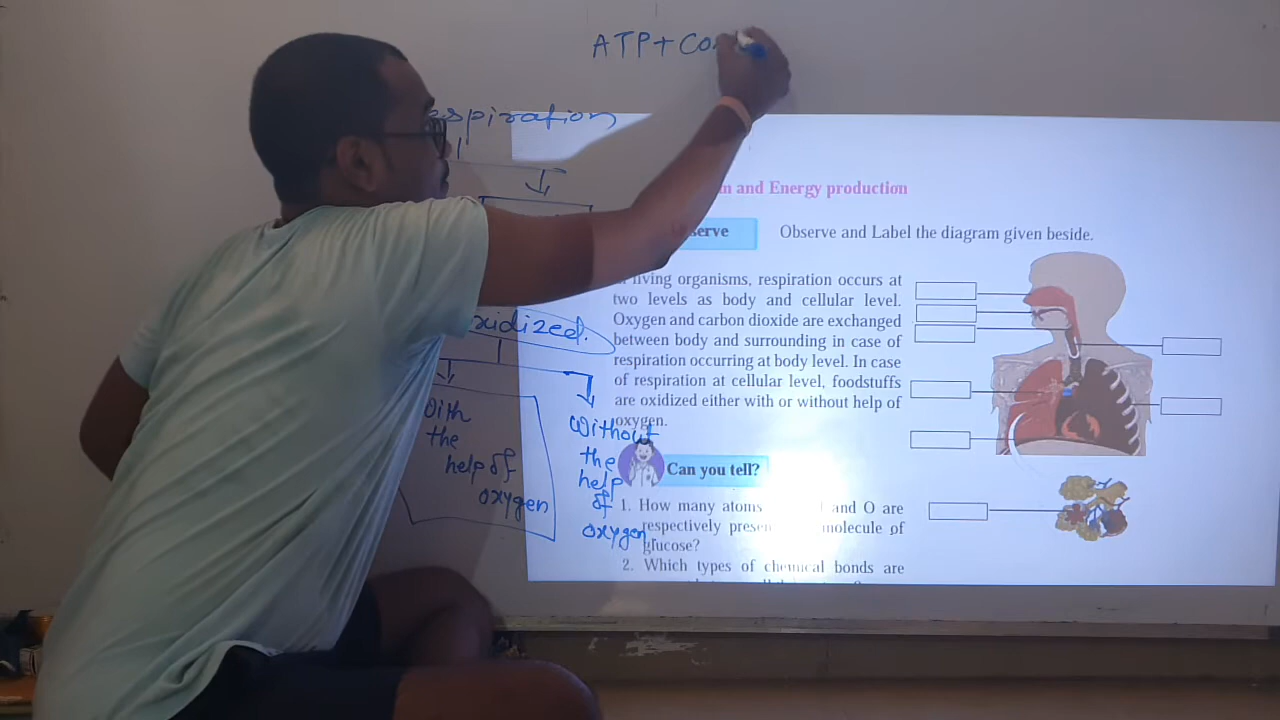 ATP+Co
espiration
n and Energy production
serve
Observe and Label the diagram given beside.
living organisms, respiration occurs at
two levels as body and cellular level.
Oxygen and carbon dioxide are exchanged
between body and surrounding in case of
respiration occurring at body level. In case
of respiration at cellular level, foodstuffs
are oxidized either with or without help of
oxygen.
xidized.
With
the
help of
oxygen
Without
the
help
of
oxygen
Can you tell?
1. How many atoms and O are
respectively molecule of
glucose?
2. Which types of chemical bonds are